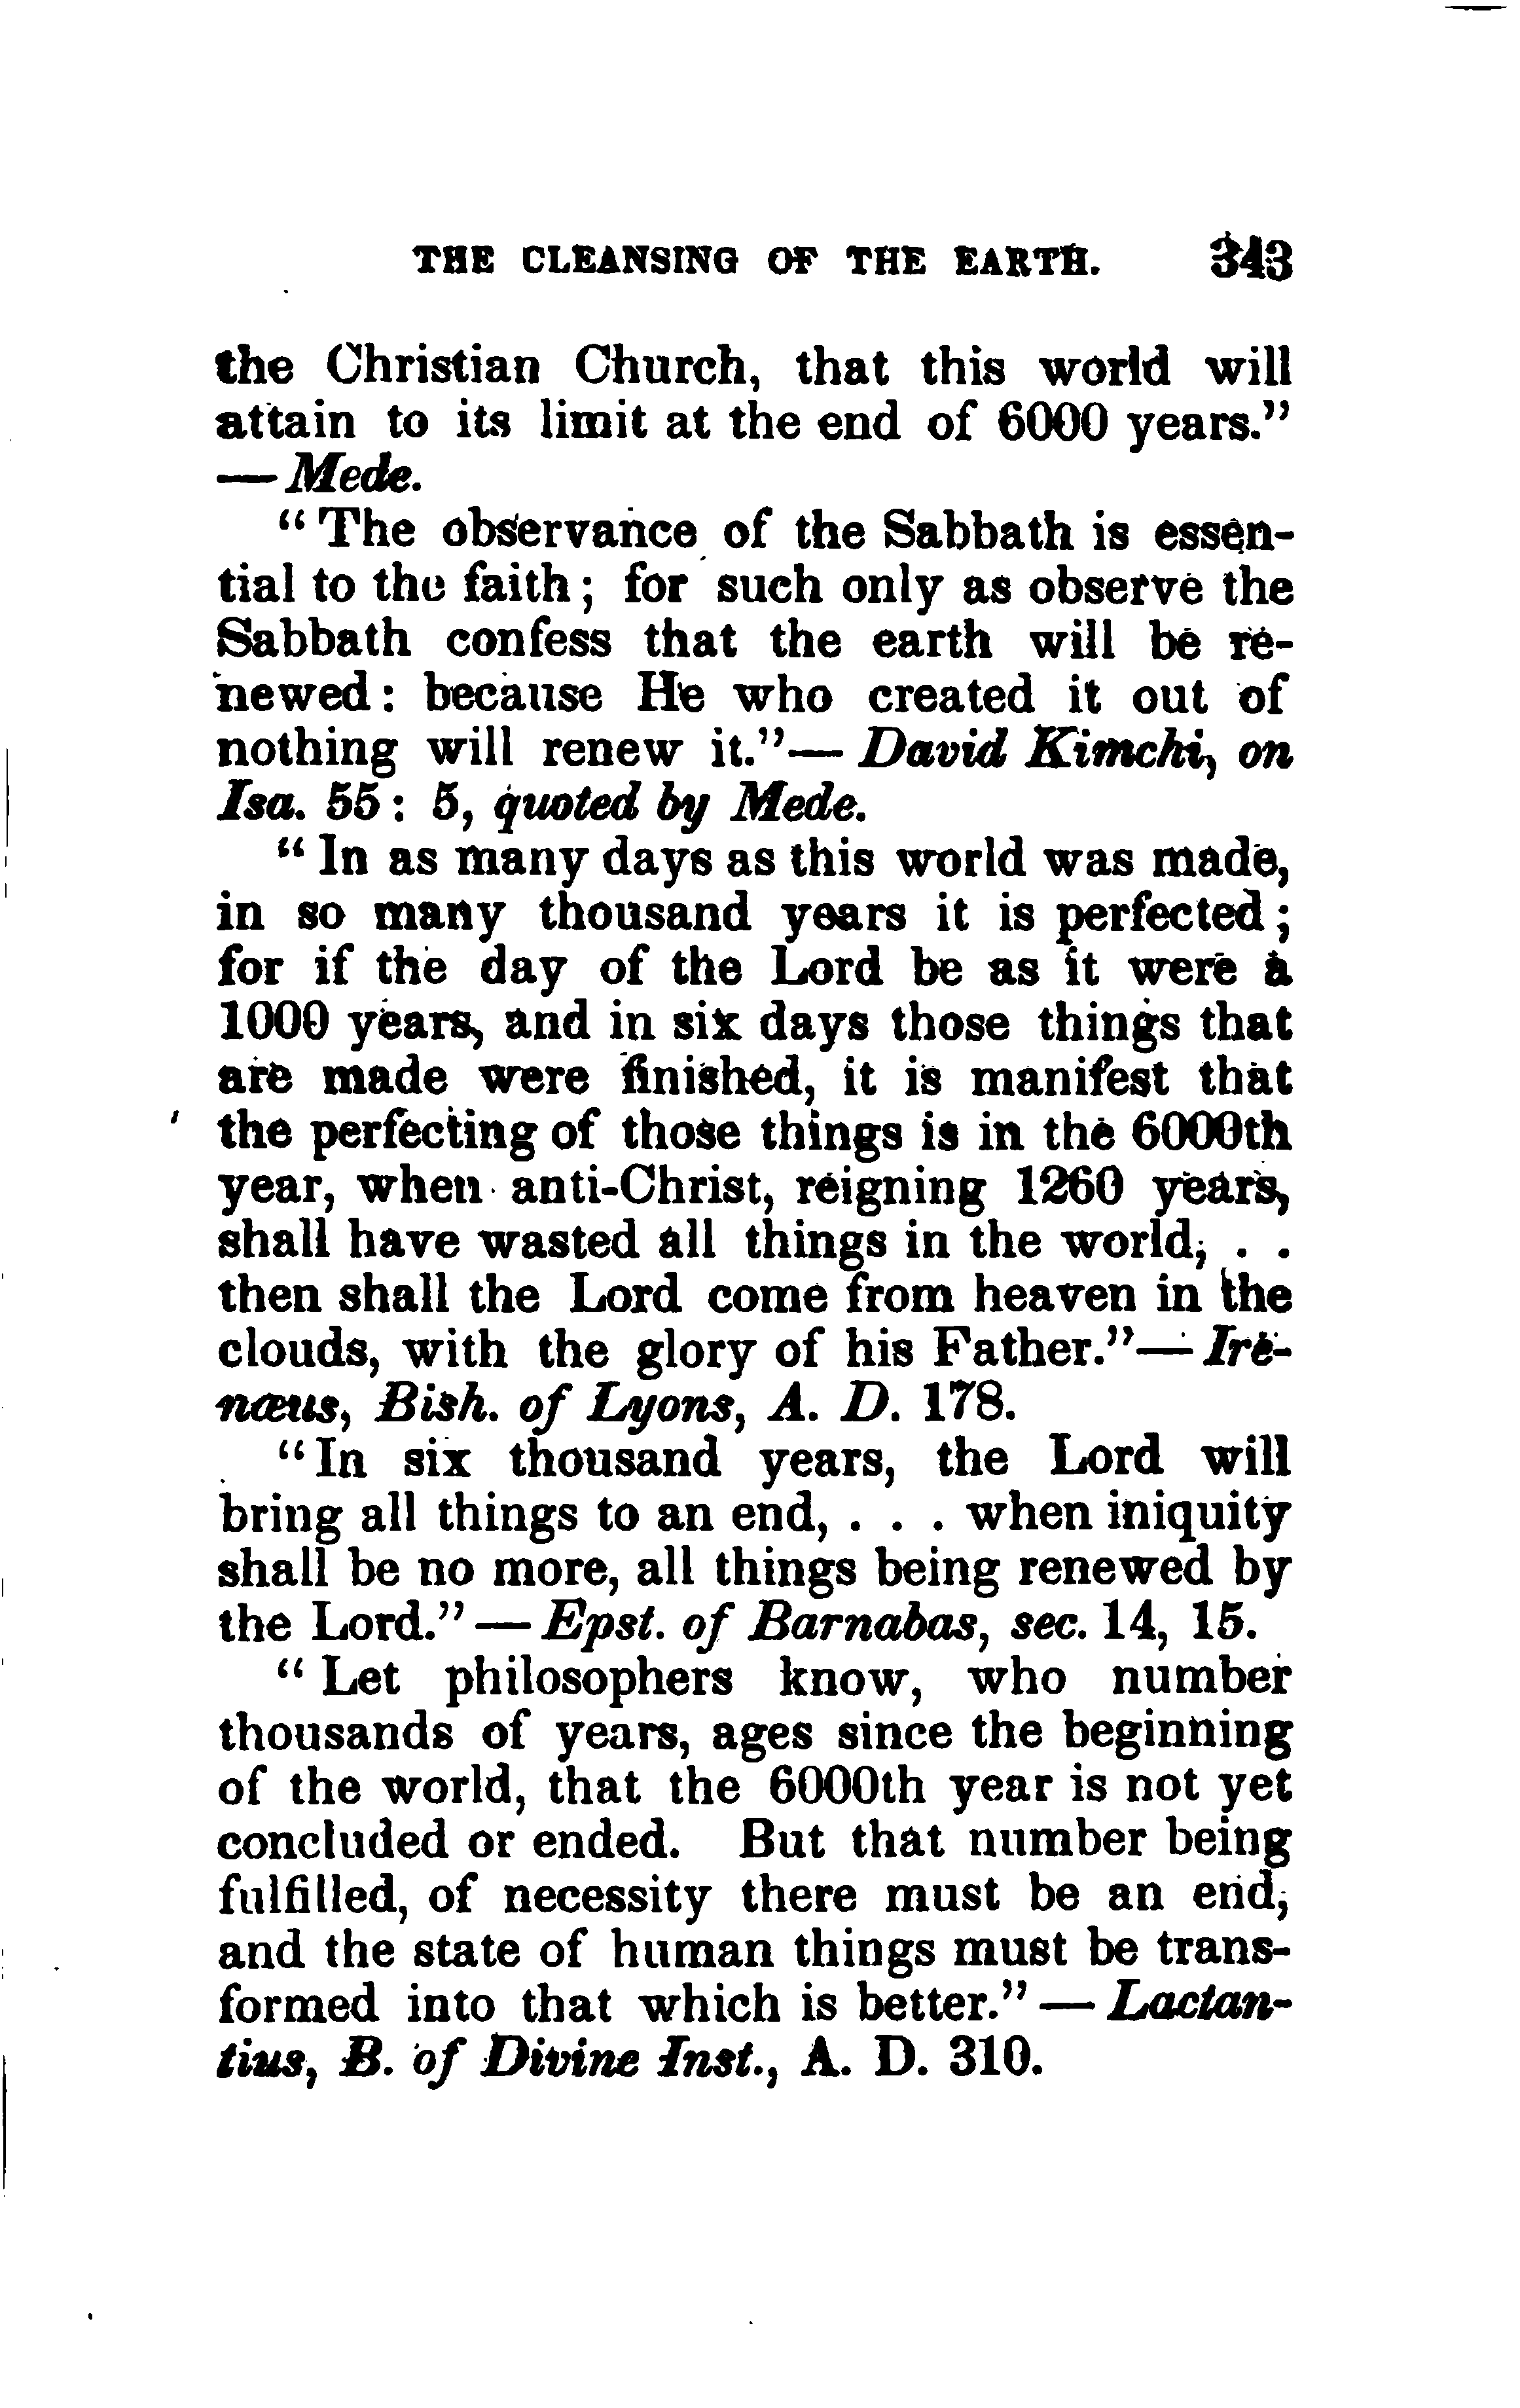 THE CLEANSING OF THE EARTH. 343
the Christian Church, that this world will
attain to its limit at the end of 6000 years."
— Mede.
"The observance of the Sabbath is essen-
tial to the faith; for such only as observe the
Sabbath confess that the earth will be re-
newed: because He who created it out of
nothing will renew it."— David Kimchi, on
Isa. 55: 5, quoted by Mede.
"In as many days as this world was made,
in so many thousand years it is perfected;
for if the day of the Lord be as it were a
1000 years, and in six days those things that
are made were finished, it is manifest that
the perfecting of those things is in the 6000th
year, when anti-Christ, reigning 1260 years,
shall have wasted all things in the world, . .
then shall the Lord come from heaven in the
clouds, with the glory of his Father."— Ire-
næus, Bish. of Lyons, A. D. 178.
"In six thousand years, the Lord will
bring all things to an end, . . . when iniquity
shall be no more, all things being renewed by
the Lord."— Epst. of Barnabas, sec. 14, 15.
"Let philosophers know, who number
thousands of years, ages since the beginning
of the world, that the 6000th year is not yet
concluded or ended. But that number being
fulfilled, of necessity there must be an end,
and the state of human things must be trans-
formed into that which is better."— Lactan-
tius, B. of Divine Inst., A. D. 310.